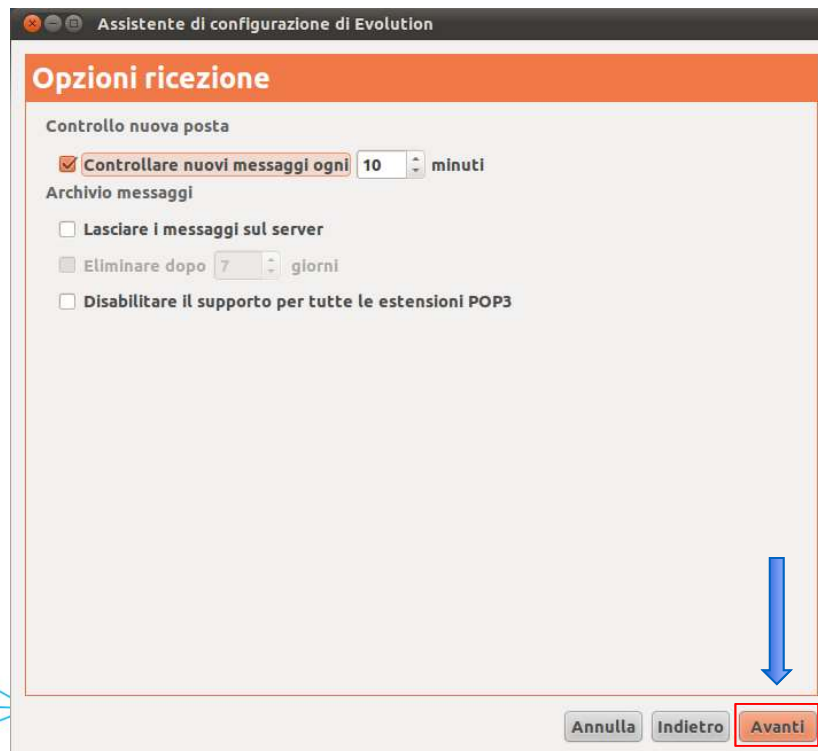 Assistente di configurazione di Evolution
Opzioni ricezione
Controllo nuova posta
Controllare nuovi messaggi ogni 10 minuti
Archivio messaggi
Lasciare i messaggi sul server
Eliminare dopo 7 giorni
Disabilitare il supporto per tutte le estensioni POP3
Annulla Indietro Avanti